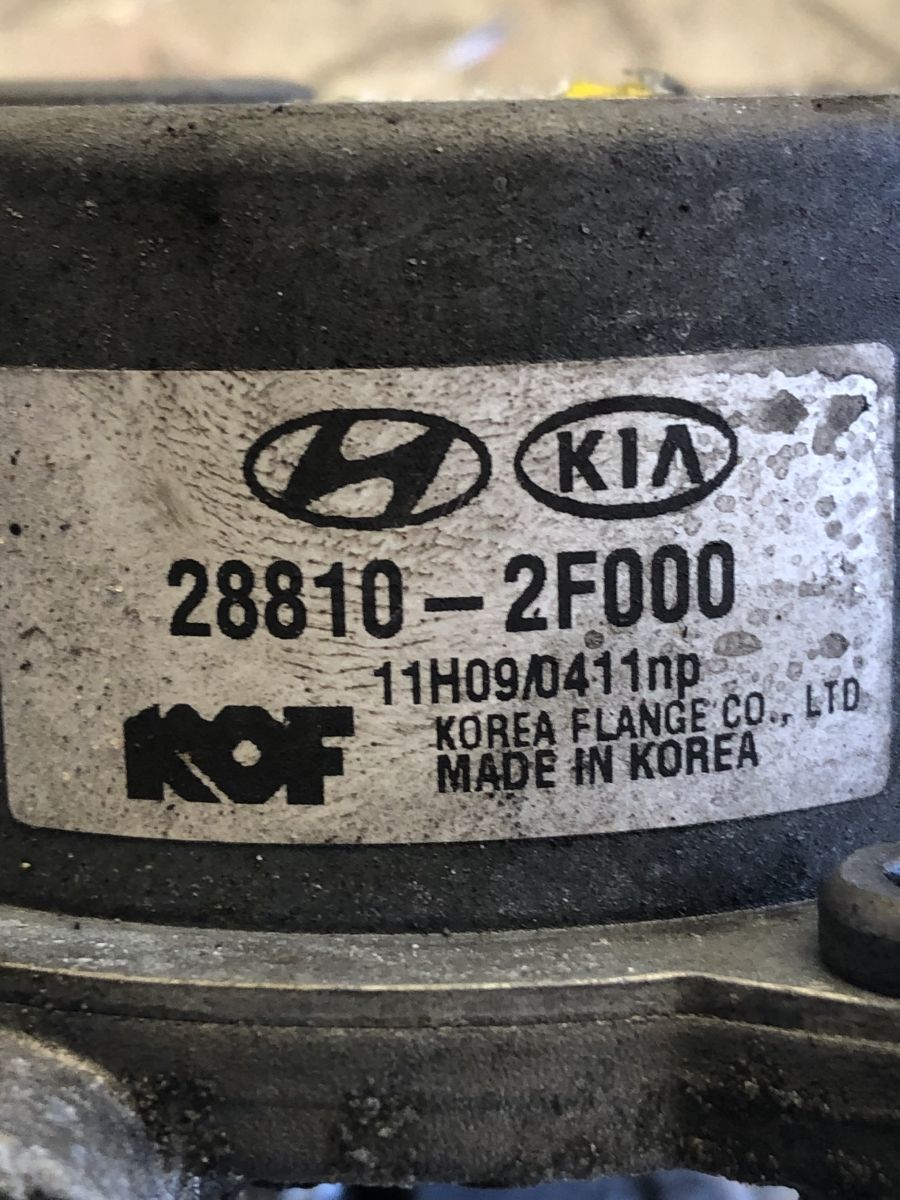 KIA
28810-2F000
11H09/0411np
KOF
KOREA FLANGE CO., LTD
MADE IN KOREA